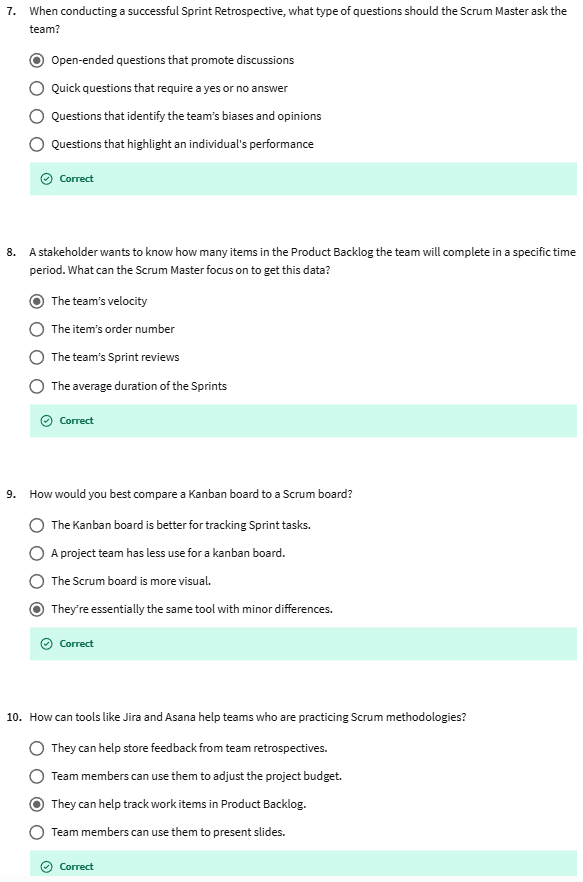 7. When conducting a successful Sprint Retrospective, what type of questions should the Scrum Master ask the
team?
Open-ended questions that promote discussions
Quick questions that require a yes or no answer
Questions that identify the team's biases and opinions
Questions that highlight an individual's performance
Correct
8. A stakeholder wants to know how many items in the Product Backlog the team will complete in a specific time
period. What can the Scrum Master focus on to get this data?
The team's velocity
The item's order number
The team's Sprint reviews
The average duration of the Sprints
Correct
9. How would you best compare a Kanban board to a Scrum board?
The Kanban board is better for tracking Sprint tasks.
A project team has less use for a kanban board.
The Scrum board is more visual.
They're essentially the same tool with minor differences.
Correct
10. How can tools like Jira and Asana help teams who are practicing Scrum methodologies?
They can help store feedback from team retrospectives.
Team members can use them to adjust the project budget.
They can help track work items in Product Backlog.
Team members can use them to present slides.
Correct